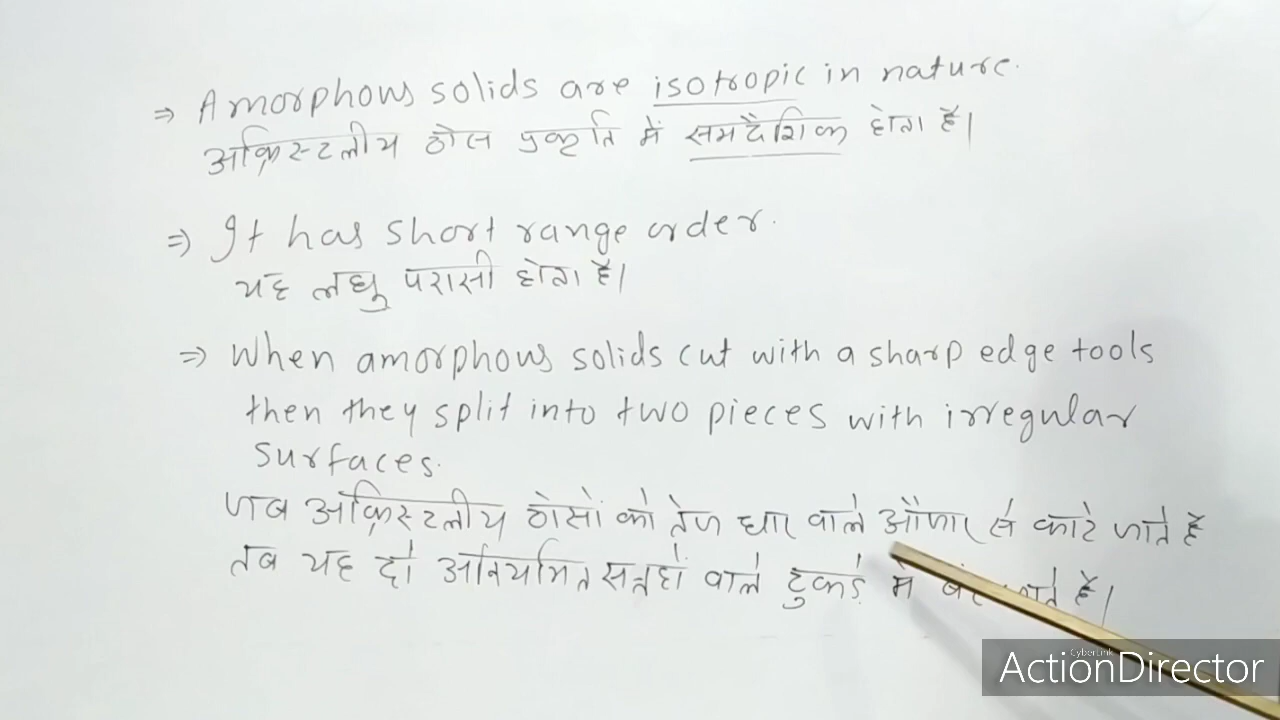 ⇒ Amorphous solids are isotropic in nature.
अक्रिस्टलीय ठोस प्रकृति में समदैशिक होता है।
⇒ It has short range order.
यह लघु परासी होता है।
⇒ When amorphous solids cut with a sharp edge tools
then they split into two pieces with irregular
surfaces.
जब अक्रिस्टलीय ठोसों को तेज धार वाले औजार से काटे जाते है
तब यह दो अनियमित सतहों वाले टुकड़े में जाते है।
CyberLink
ActionDirector